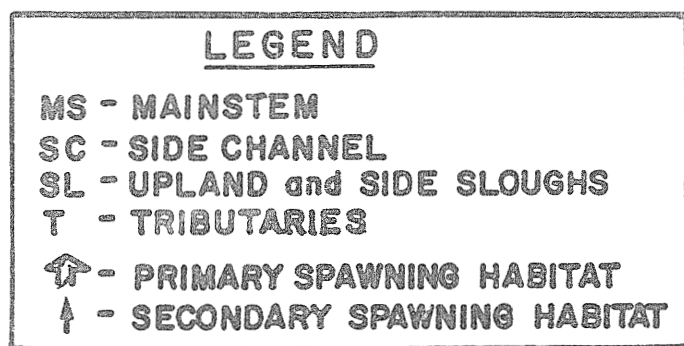 LEGEND
MS - MAINSTEM
SC - SIDE CHANNEL
SL - UPLAND and SIDE SLOUGHS
T - TRIBUTARIES
- PRIMARY SPAWNING HABITAT
- SECONDARY SPAWNING HABITAT